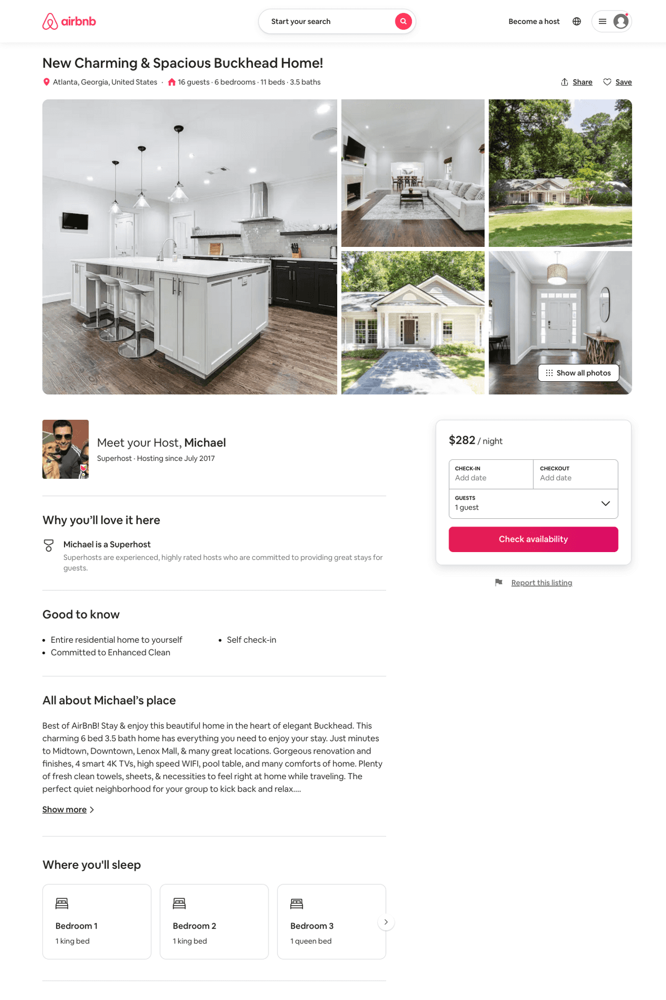 airbnb
Start your search
Become a host
New Charming & Spacious Buckhead Home!
Atlanta, Georgia, United States · 16 guests · 6 bedrooms · 11 beds · 3.5 baths
Share
Save
Show all photos
Meet your Host, Michael
Superhost · Hosting since July 2017
$282 / night
CHECK-IN
Add date
CHECKOUT
Add date
GUESTS
1 guest
Check availability
Report this listing
Why you’ll love it here
Michael is a Superhost
Superhosts are experienced, highly rated hosts who are committed to providing great stays for
guests.
Good to know
Entire residential home to yourself
Self check-in
Committed to Enhanced Clean
All about Michael’s place
Best of AirBnB! Stay & enjoy this beautiful home in the heart of elegant Buckhead. This
charming 6 bed 3.5 bath home has everything you need to enjoy your stay. Just minutes
to Midtown, Downtown, Lenox Mall, & many great locations. Gorgeous renovation and
finishes, 4 smart 4K TVs, high speed WIFI, pool table, and many comforts of home. Plenty
of fresh clean towels, sheets, & necessities to feel right at home while traveling. The
perfect quiet neighborhood for your group to kick back and relax....
Show more
Where you'll sleep
Bedroom 1
1 king bed
Bedroom 2
1 king bed
Bedroom 3
1 queen bed